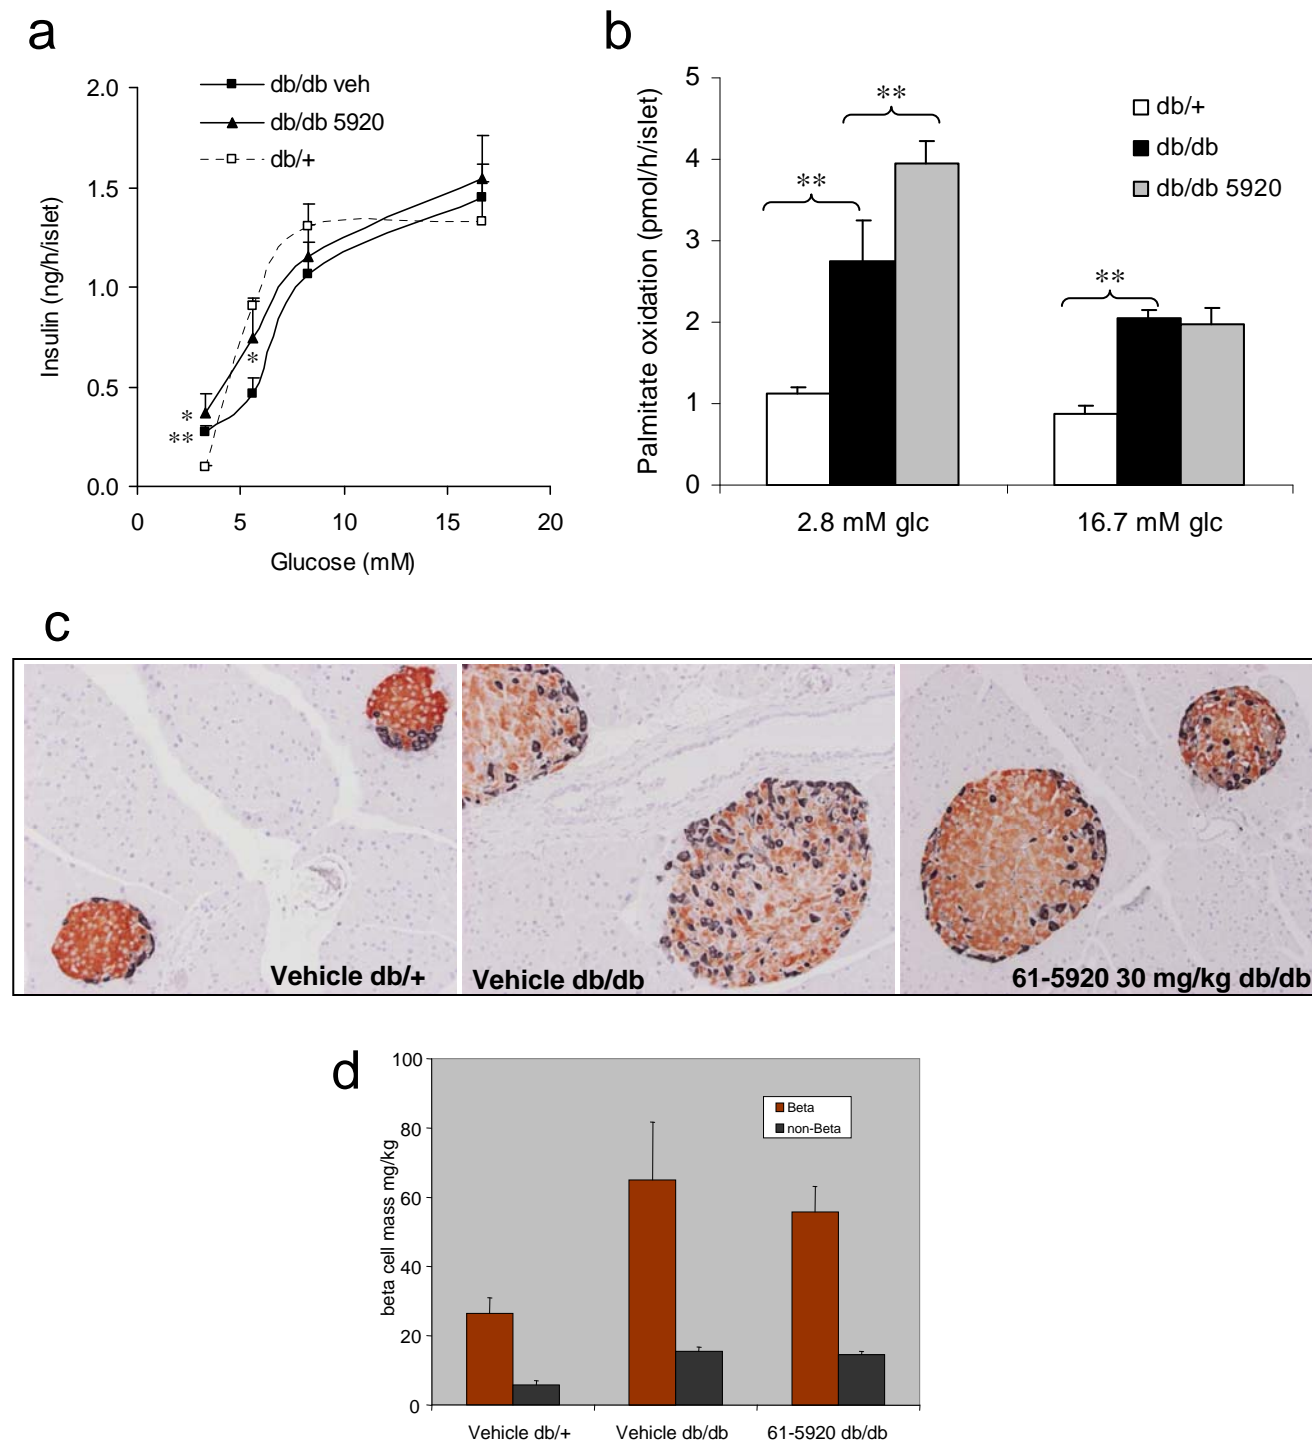 a
db/db veh
db/db 5920
db/+
Insulin (ng/h/islet)
2.0
1.5
1.0
0.5
0.0
*
**
*
0 5 10 15 20
Glucose (mM)
b
Palmitate oxidation (pmol/h/islet)
5
4
3
2
1
0
**
**
**
db/+
db/db
db/db 5920
2.8 mM glc 16.7 mM glc
c
Vehicle db/+
Vehicle db/db
61-5920 30 mg/kg db/db
d
beta cell mass mg/kg
100
80
60
40
20
0
Beta
non-Beta
Vehicle db/+ Vehicle db/db 61-5920 db/db